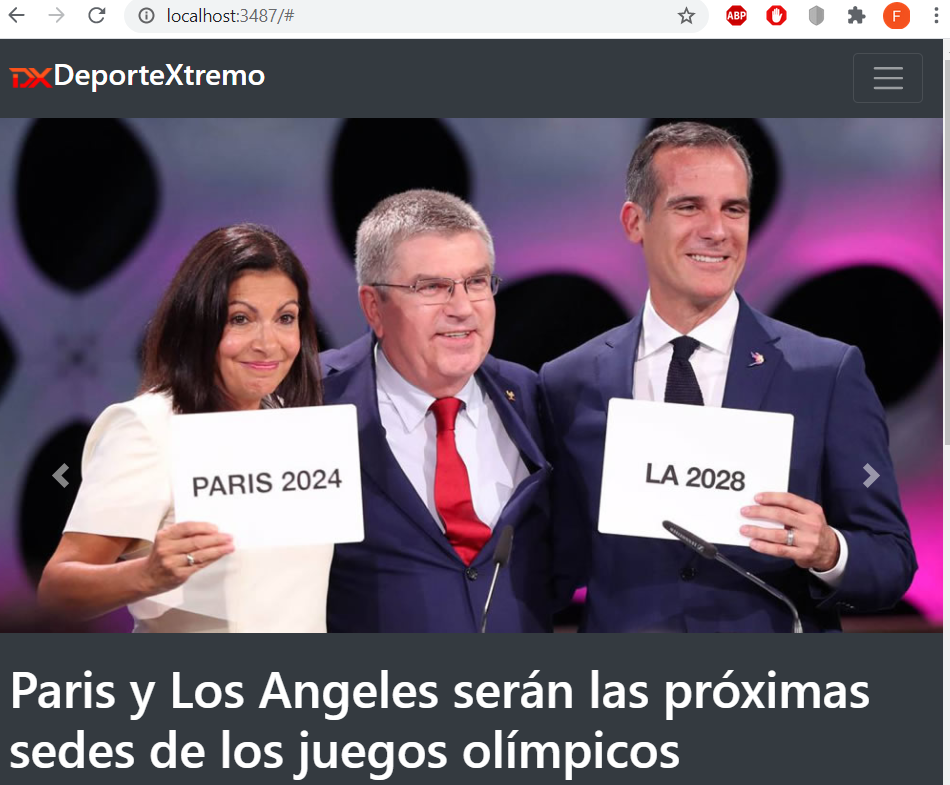 localhost:3487/#
ABP
F
DX DeporteXtremo
PARIS 2024
LA 2028
Paris y Los Angeles serán las próximas
sedes de los juegos olímpicos